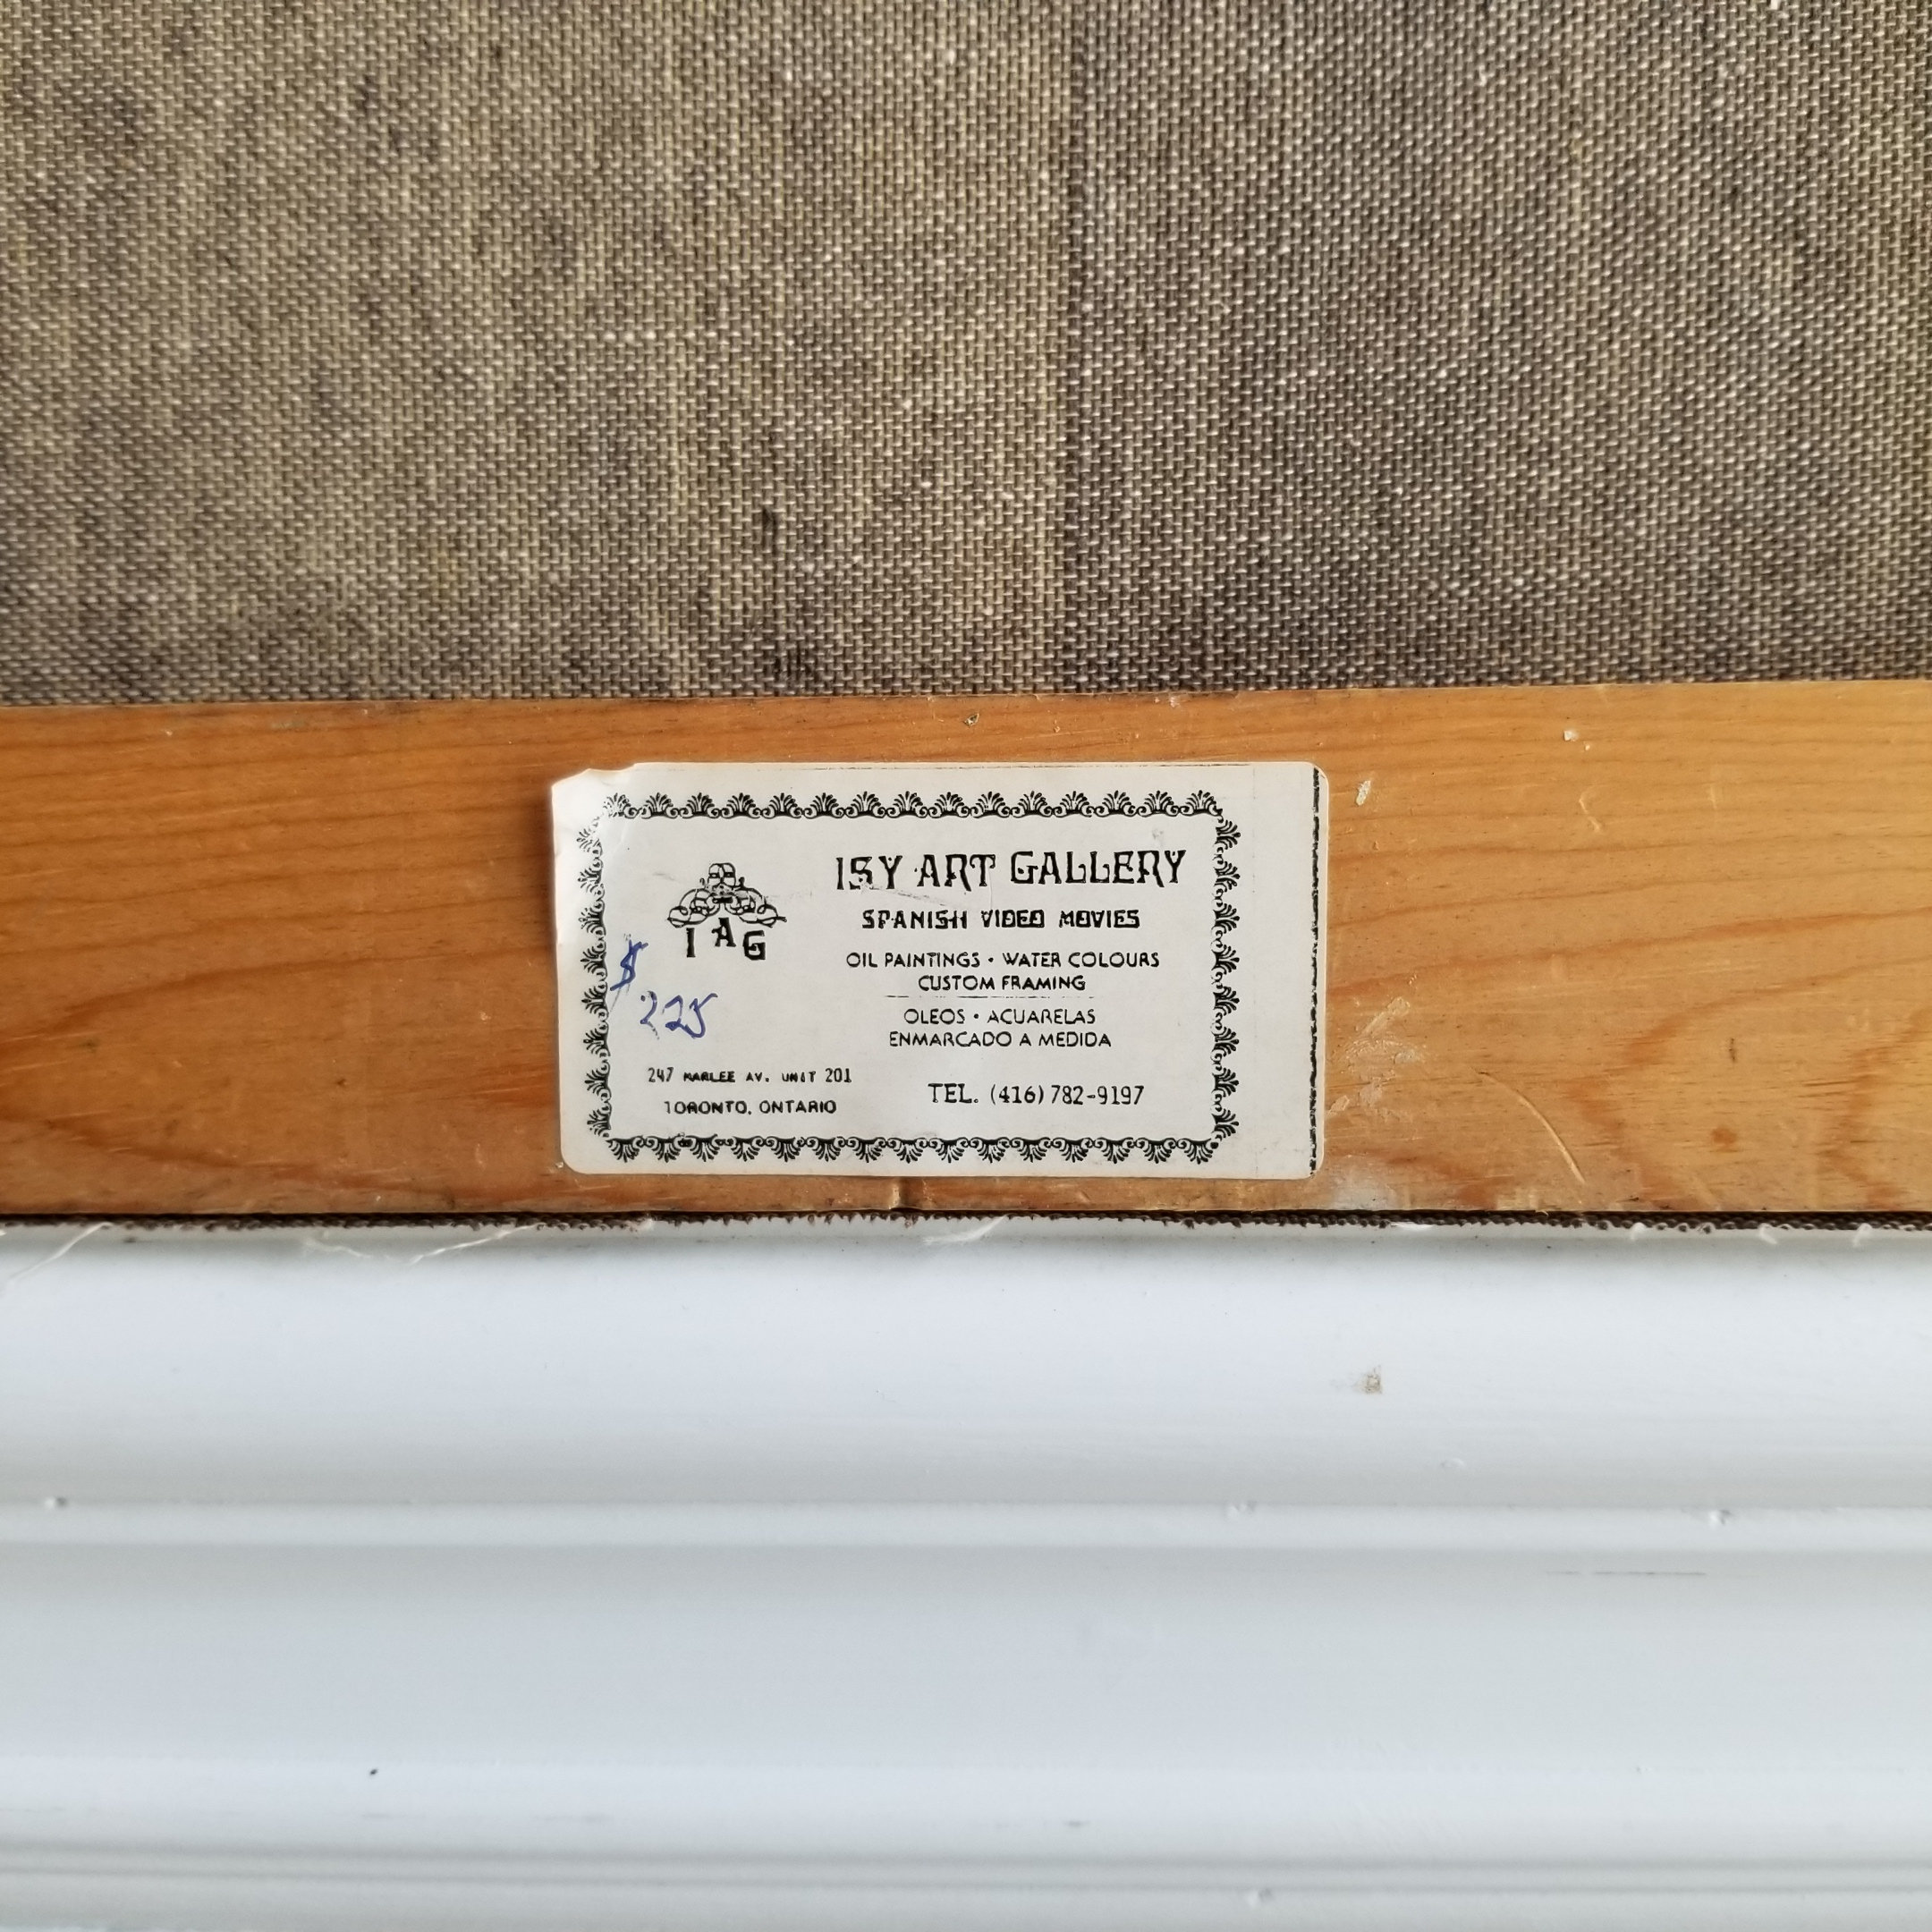 ISY ART GALLERY
SPANISH VIDEO MOVIES
I A G
OIL PAINTINGS • WATER COLOURS
CUSTOM FRAMING
$
225
OLEOS • ACUARELAS
ENMARCADO A MEDIDA
247 MARLEE AV. UNIT 201
TORONTO, ONTARIO
TEL. (416) 782-9197